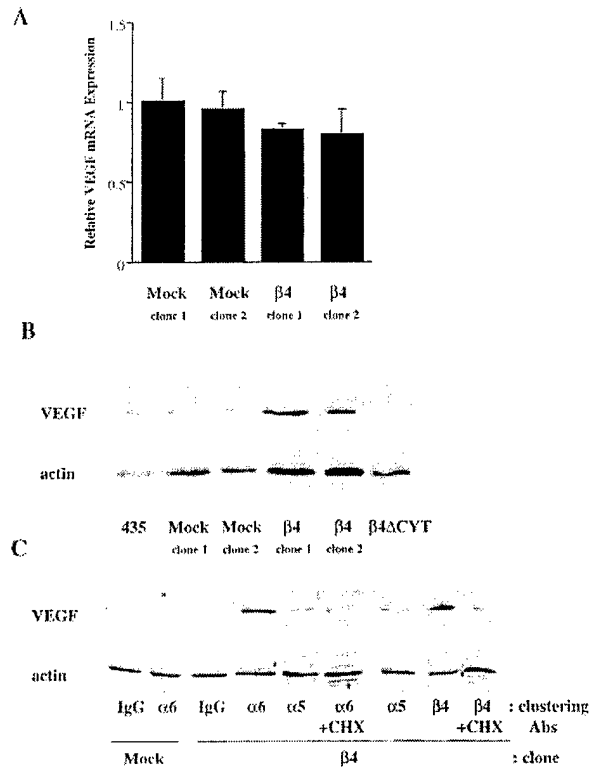 A
1.5
1
0.5
0
Relative VEGF mRNA Expression
Mock Mock β4 β4
clone 1 clone 2 clone 1 clone 2
B
VEGF
actin
435 Mock Mock β4 β4 β4ΔCYT
clone 1 clone 2 clone 1 clone 2
C
VEGF
actin
IgG α6 IgG α6 α5 α6 α5 β4 β4 : clustering
+CHX +CHX Abs
Mock β4 : clone